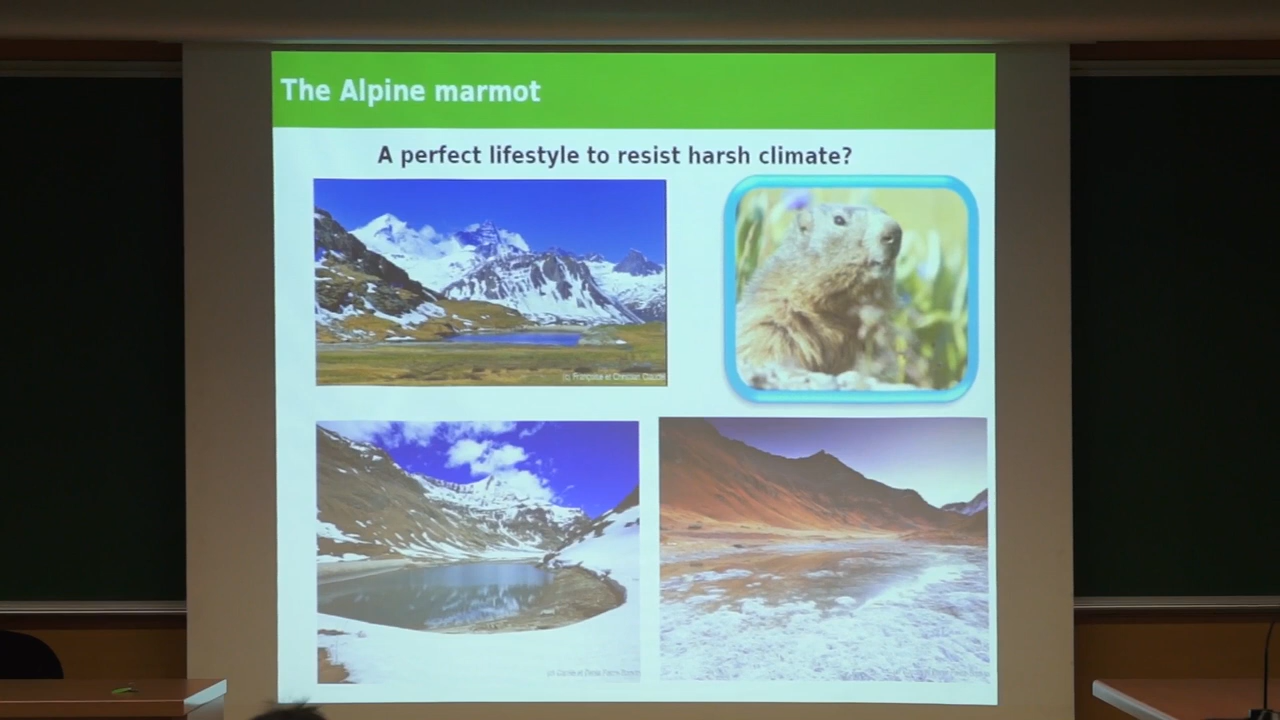 The Alpine marmot
A perfect lifestyle to resist harsh climate?